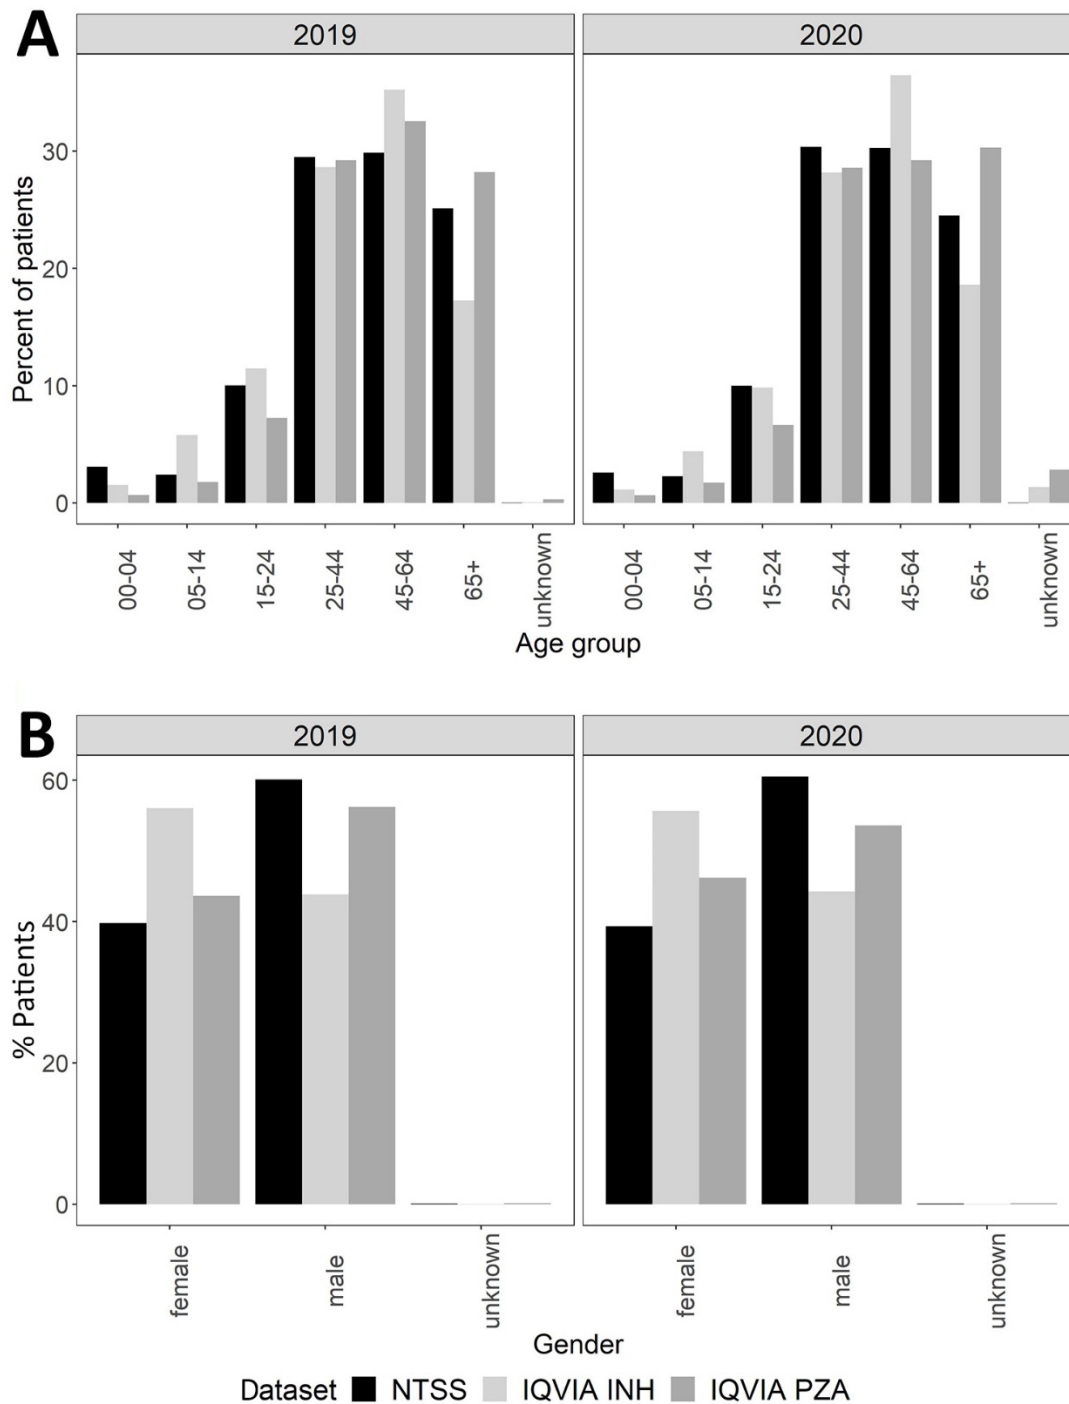 A
2019 2020
Percent of patients
30
20
10
0
00-04 05-14 15-24 25-44 45-64 65+ unknown 00-04 05-14 15-24 25-44 45-64 65+ unknown
Age group
B
2019 2020
% Patients
60
40
20
0
female male unknown female male unknown
Gender
Dataset NTSS IQVIA INH IQVIA PZA